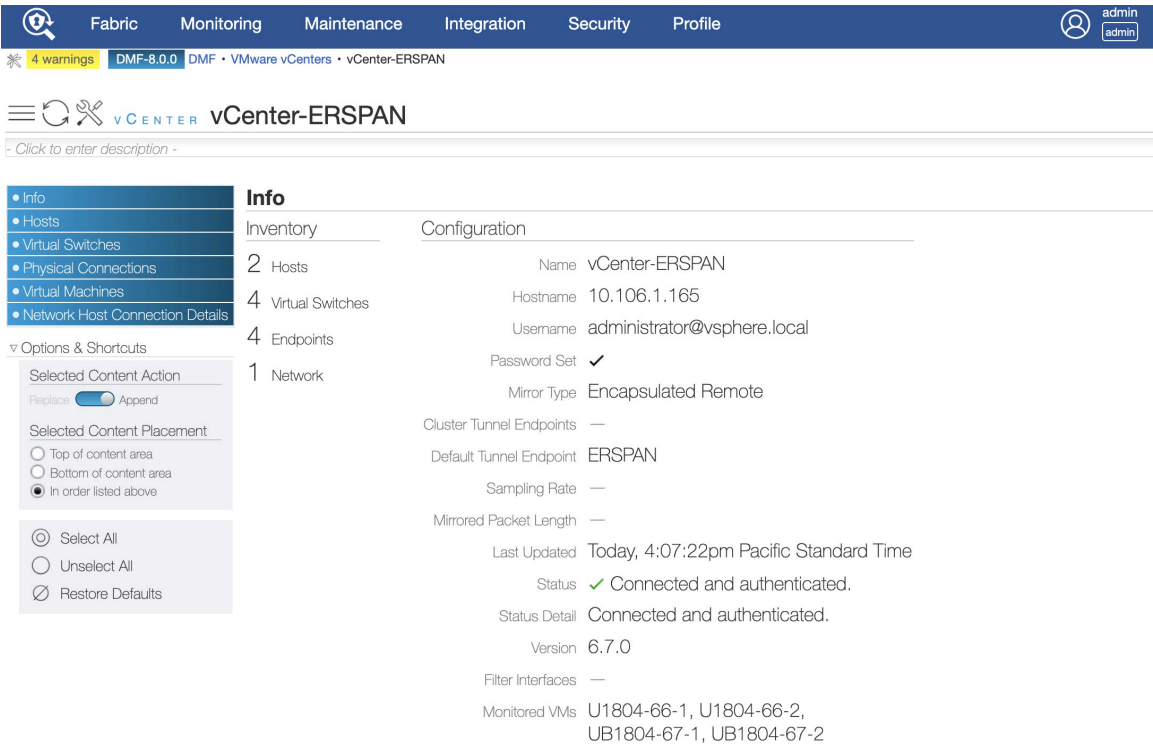 Fabric Monitoring Maintenance Integration Security Profile admin
admin
4 warnings DMF-8.0.0 DMF • VMware vCenters • vCenter-ERSPAN
VCENTER vCenter-ERSPAN
- Click to enter description -
• Info
• Hosts
• Virtual Switches
• Physical Connections
• Virtual Machines
• Network Host Connection Details
Options & Shortcuts
Selected Content Action
Replace Append
Selected Content Placement
Top of content area
Bottom of content area
In order listed above
Select All
Unselect All
Restore Defaults
Info
Inventory
2 Hosts
4 Virtual Switches
4 Endpoints
1 Network
Configuration
Name vCenter-ERSPAN
Hostname 10.106.1.165
Username administrator@vsphere.local
Password Set ✓
Mirror Type Encapsulated Remote
Cluster Tunnel Endpoints —
Default Tunnel Endpoint ERSPAN
Sampling Rate —
Mirrored Packet Length —
Last Updated Today, 4:07:22pm Pacific Standard Time
Status ✓ Connected and authenticated.
Status Detail Connected and authenticated.
Version 6.7.0
Filter Interfaces —
Monitored VMs U1804-66-1, U1804-66-2,
UB1804-67-1, UB1804-67-2